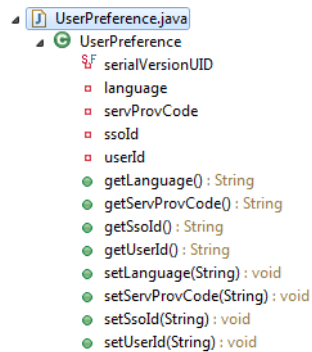 UserPreference.java
UserPreference
serialVersionUID
language
servProvCode
ssoId
userId
getLanguage() : String
getServProvCode() : String
getSsoId() : String
getUserId() : String
setLanguage(String) : void
setServProvCode(String) : void
setSsoId(String) : void
setUserId(String) : void